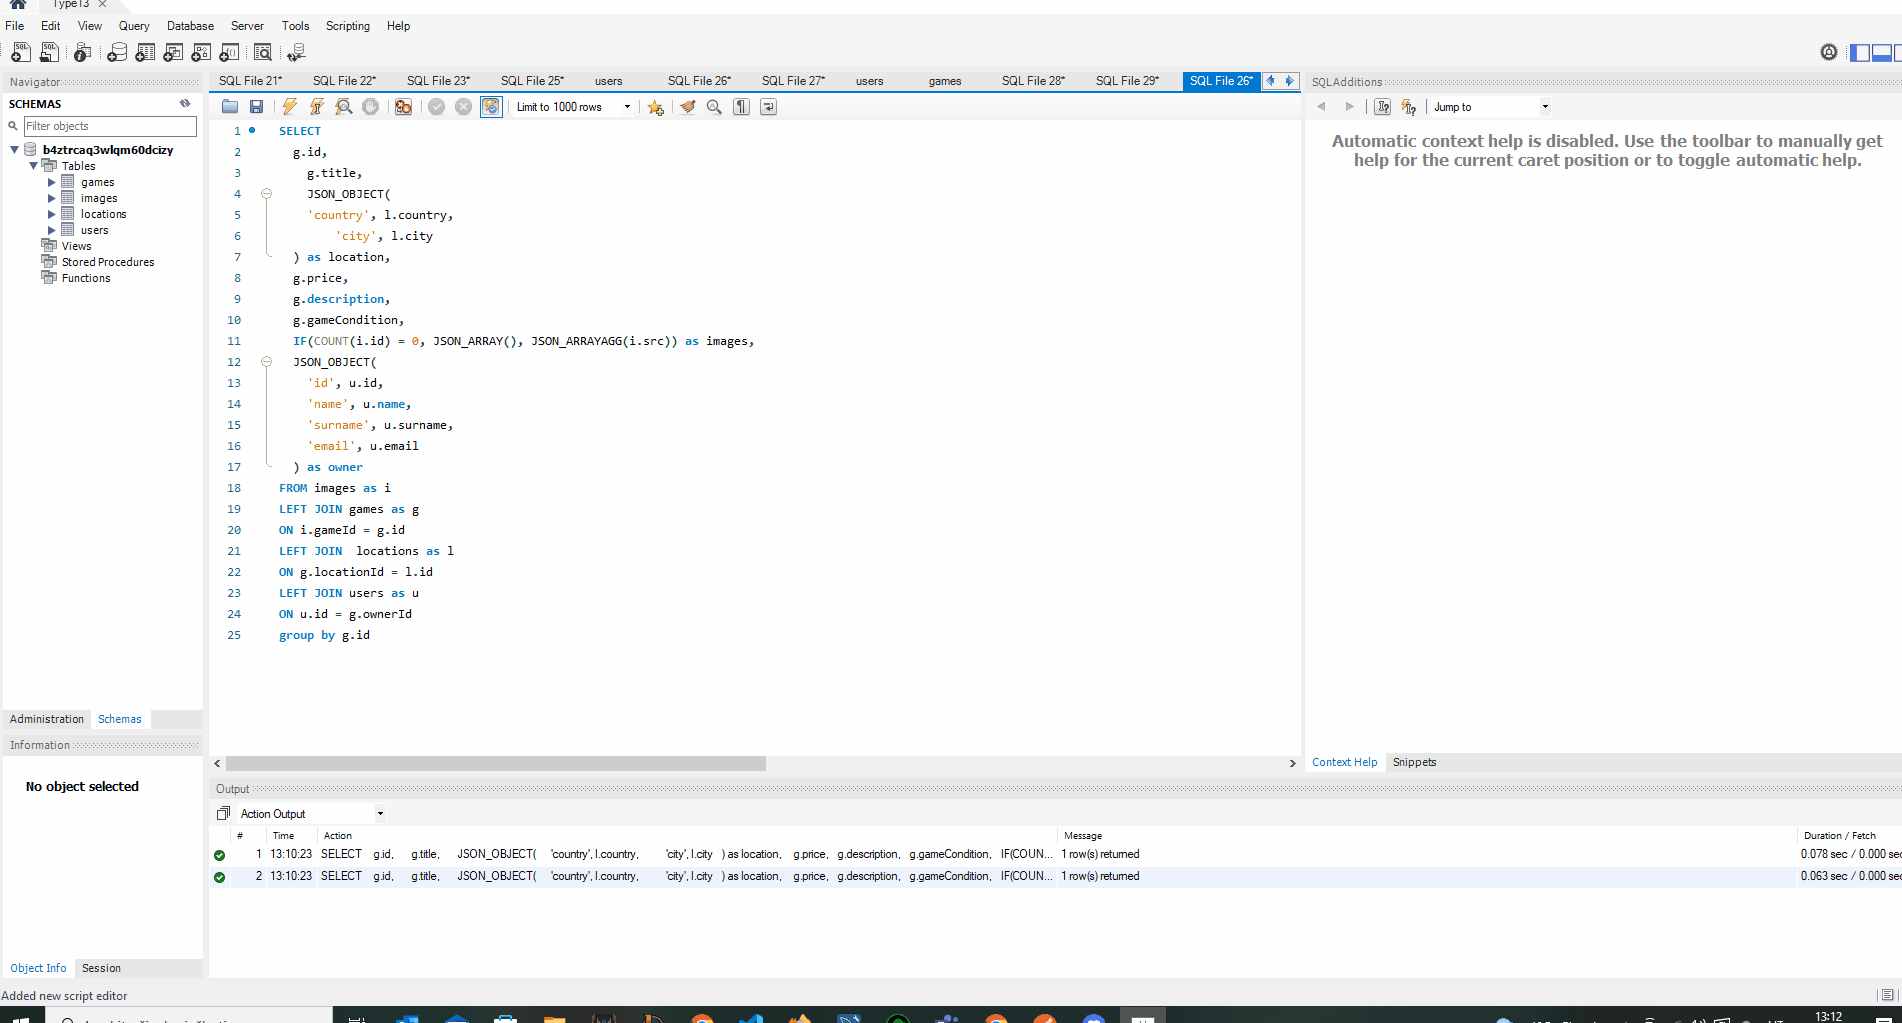 Type13 ×
File Edit View Query Database Server Tools Scripting Help
Navigator
SCHEMAS
Filter objects
b4ztrcaq3wlqm60dcizy
Tables
games
images
locations
users
Views
Stored Procedures
Functions
Administration Schemas
Information
No object selected
Object Info Session
SQL File 21* SQL File 22* SQL File 23* SQL File 25* users SQL File 26* SQL File 27* users games SQL File 28* SQL File 29* SQL File 26*
Limit to 1000 rows
1 SELECT
2 g.id,
3 g.title,
4 JSON_OBJECT(
5 'country', l.country,
6 'city', l.city
7 ) as location,
8 g.price,
9 g.description,
10 g.gameCondition,
11 IF(COUNT(i.id) = 0, JSON_ARRAY(), JSON_ARRAYAGG(i.src)) as images,
12 JSON_OBJECT(
13 'id', u.id,
14 'name', u.name,
15 'surname', u.surname,
16 'email', u.email
17 ) as owner
18 FROM images as i
19 LEFT JOIN games as g
20 ON i.gameId = g.id
21 LEFT JOIN  locations as l
22 ON g.locationId = l.id
23 LEFT JOIN users as u
24 ON u.id = g.ownerId
25 group by g.id
SQLAdditions
Jump to
Automatic context help is disabled. Use the toolbar to manually get
help for the current caret position or to toggle automatic help.
Context Help Snippets
Output
Action Output
# Time Action Message Duration / Fetch
1 13:10:23 SELECT g.id, g.title, JSON_OBJECT( 'country', l.country, 'city', l.city ) as location, g.price, g.description, g.gameCondition, IF(COUN... 1 row(s) returned 0.078 sec / 0.000 sec
2 13:10:23 SELECT g.id, g.title, JSON_OBJECT( 'country', l.country, 'city', l.city ) as location, g.price, g.description, g.gameCondition, IF(COUN... 1 row(s) returned 0.063 sec / 0.000 sec
Added new script editor
13:12